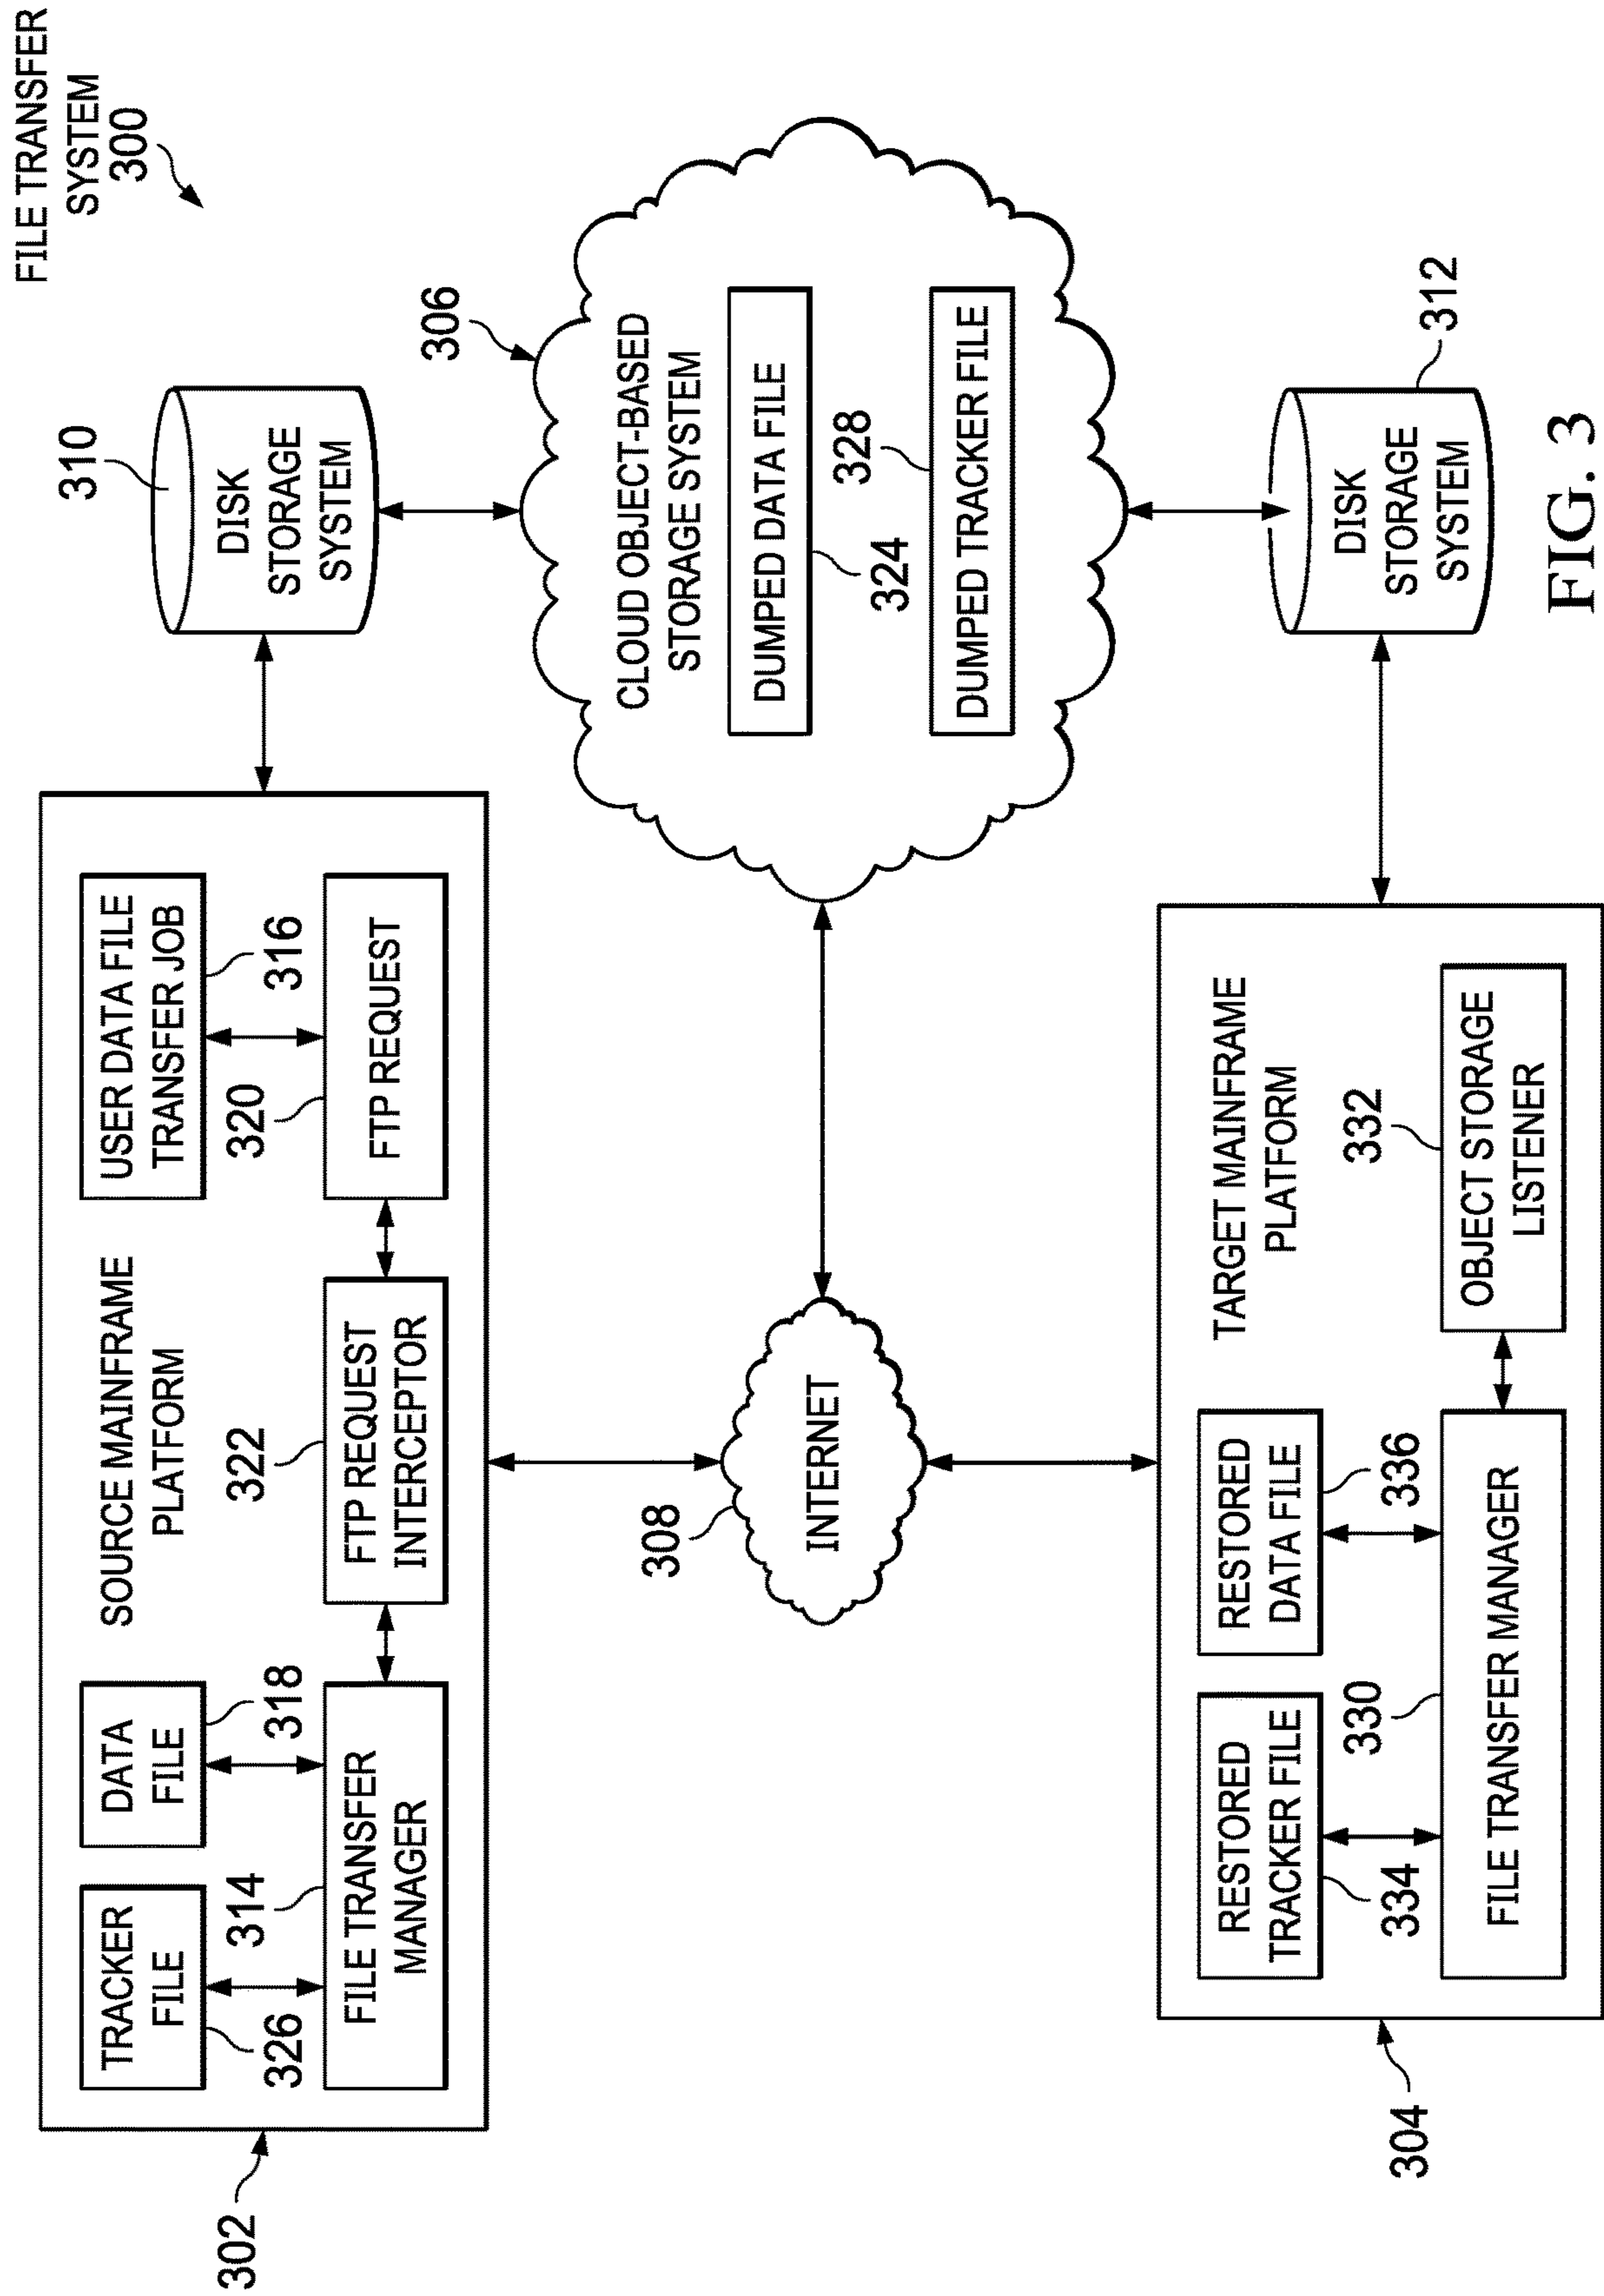 FILE TRANSFER
SYSTEM
300
302
SOURCE MAINFRAME
PLATFORM
TRACKER
FILE
326
DATA
FILE
318
USER DATA FILE
TRANSFER JOB
316
314
FILE TRANSFER
MANAGER
322
FTP REQUEST
INTERCEPTOR
320
FTP REQUEST
310
DISK
STORAGE
SYSTEM
306
CLOUD OBJECT-BASED
STORAGE SYSTEM
DUMPED DATA FILE
324
328
DUMPED TRACKER FILE
308
INTERNET
304
TARGET MAINFRAME
PLATFORM
RESTORED
TRACKER FILE
334
RESTORED
DATA FILE
336
330
FILE TRANSFER MANAGER
332
OBJECT STORAGE
LISTENER
DISK
STORAGE
SYSTEM
312
FIG. 3